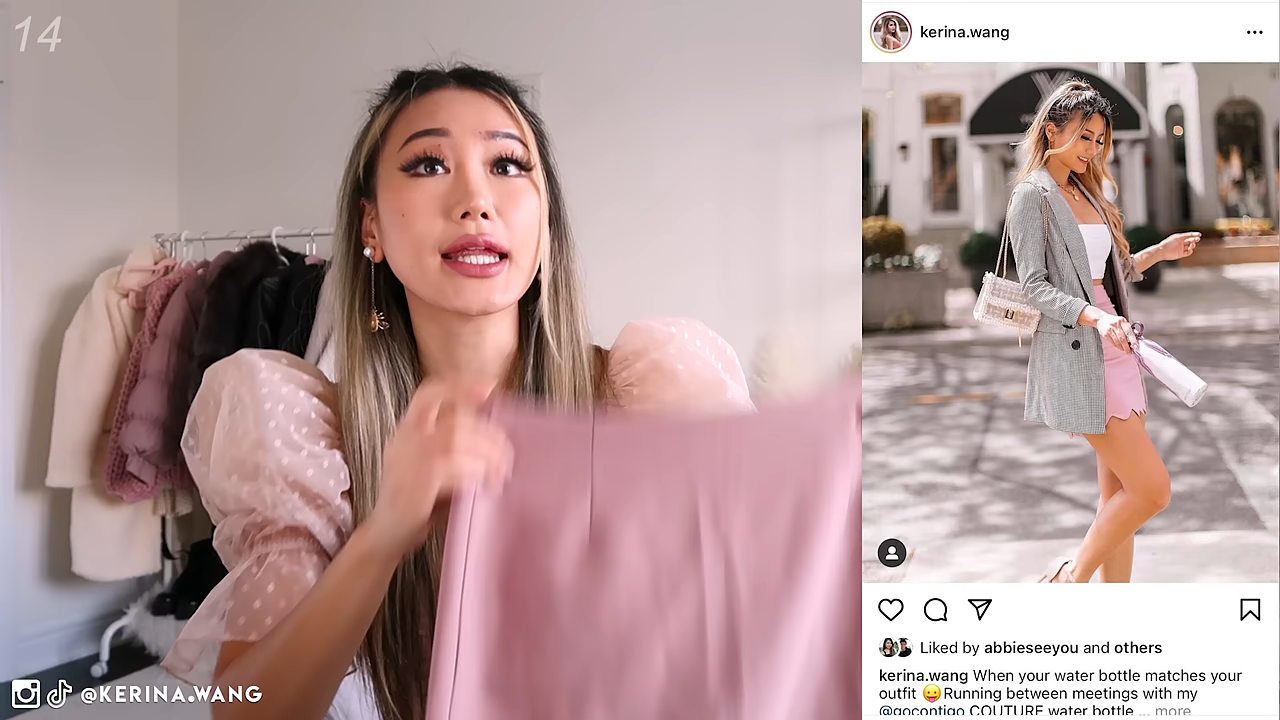 14
kerina.wang
Liked by abbieseeyou and others
kerina.wang When your water bottle matches your
outfit 😛Running between meetings with my
@gocontigo COUTURE water bottle ... more
@KERINA.WANG